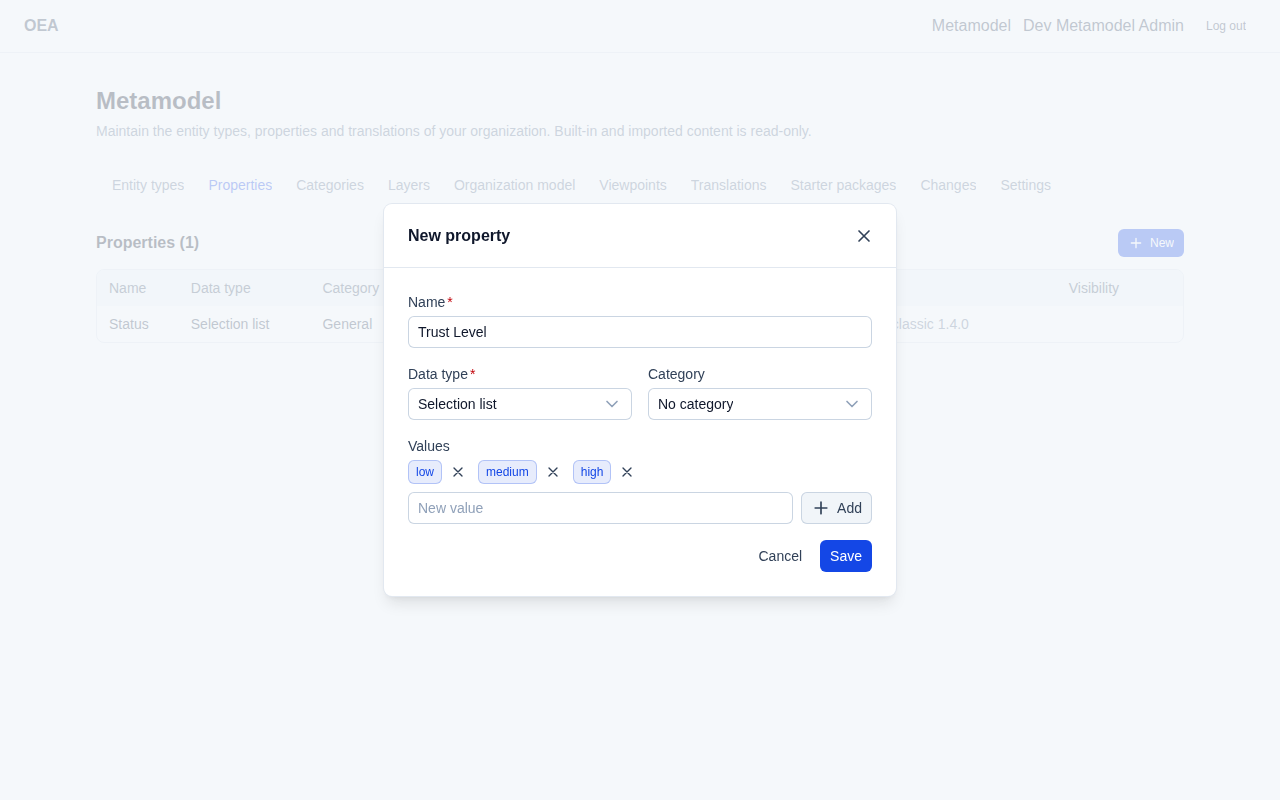 OEA
Metamodel Dev Metamodel Admin Log out
Metamodel
Maintain the entity types, properties and translations of your organization. Built-in and imported content is read-only.
Entity types Properties Categories Layers Organization model Viewpoints Translations Starter packages Changes Settings
Properties (1)
+ New
Name Data type Category Visibility
Status Selection list General classic 1.4.0
New property
Name*
Trust Level
Data type* Category
Selection list No category
Values
low medium high
New value + Add
Cancel Save